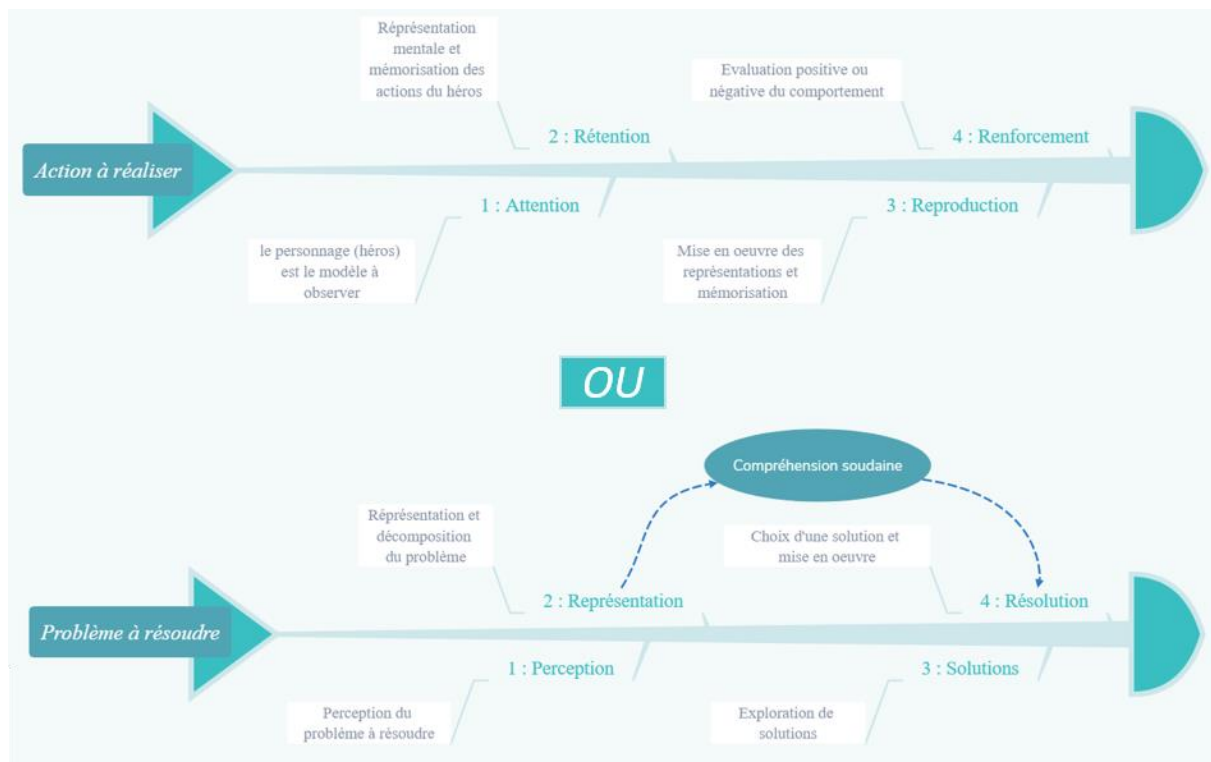 Réprésentation
mentale et
mémorisation des
actions du héros
Evaluation positive ou
négative du comportement
2 : Rétention
4 : Renforcement
Action à réaliser
1 : Attention
3 : Reproduction
le personnage (héros)
est le modèle à
observer
Mise en oeuvre des
représentations et
mémorisation
OU
Compréhension soudaine
Réprésentation et
décomposition
du problème
Choix d'une solution et
mise en oeuvre
2 : Représentation
4 : Résolution
Problème à résoudre
1 : Perception
3 : Solutions
Perception du
problème à résoudre
Exploration de
solutions